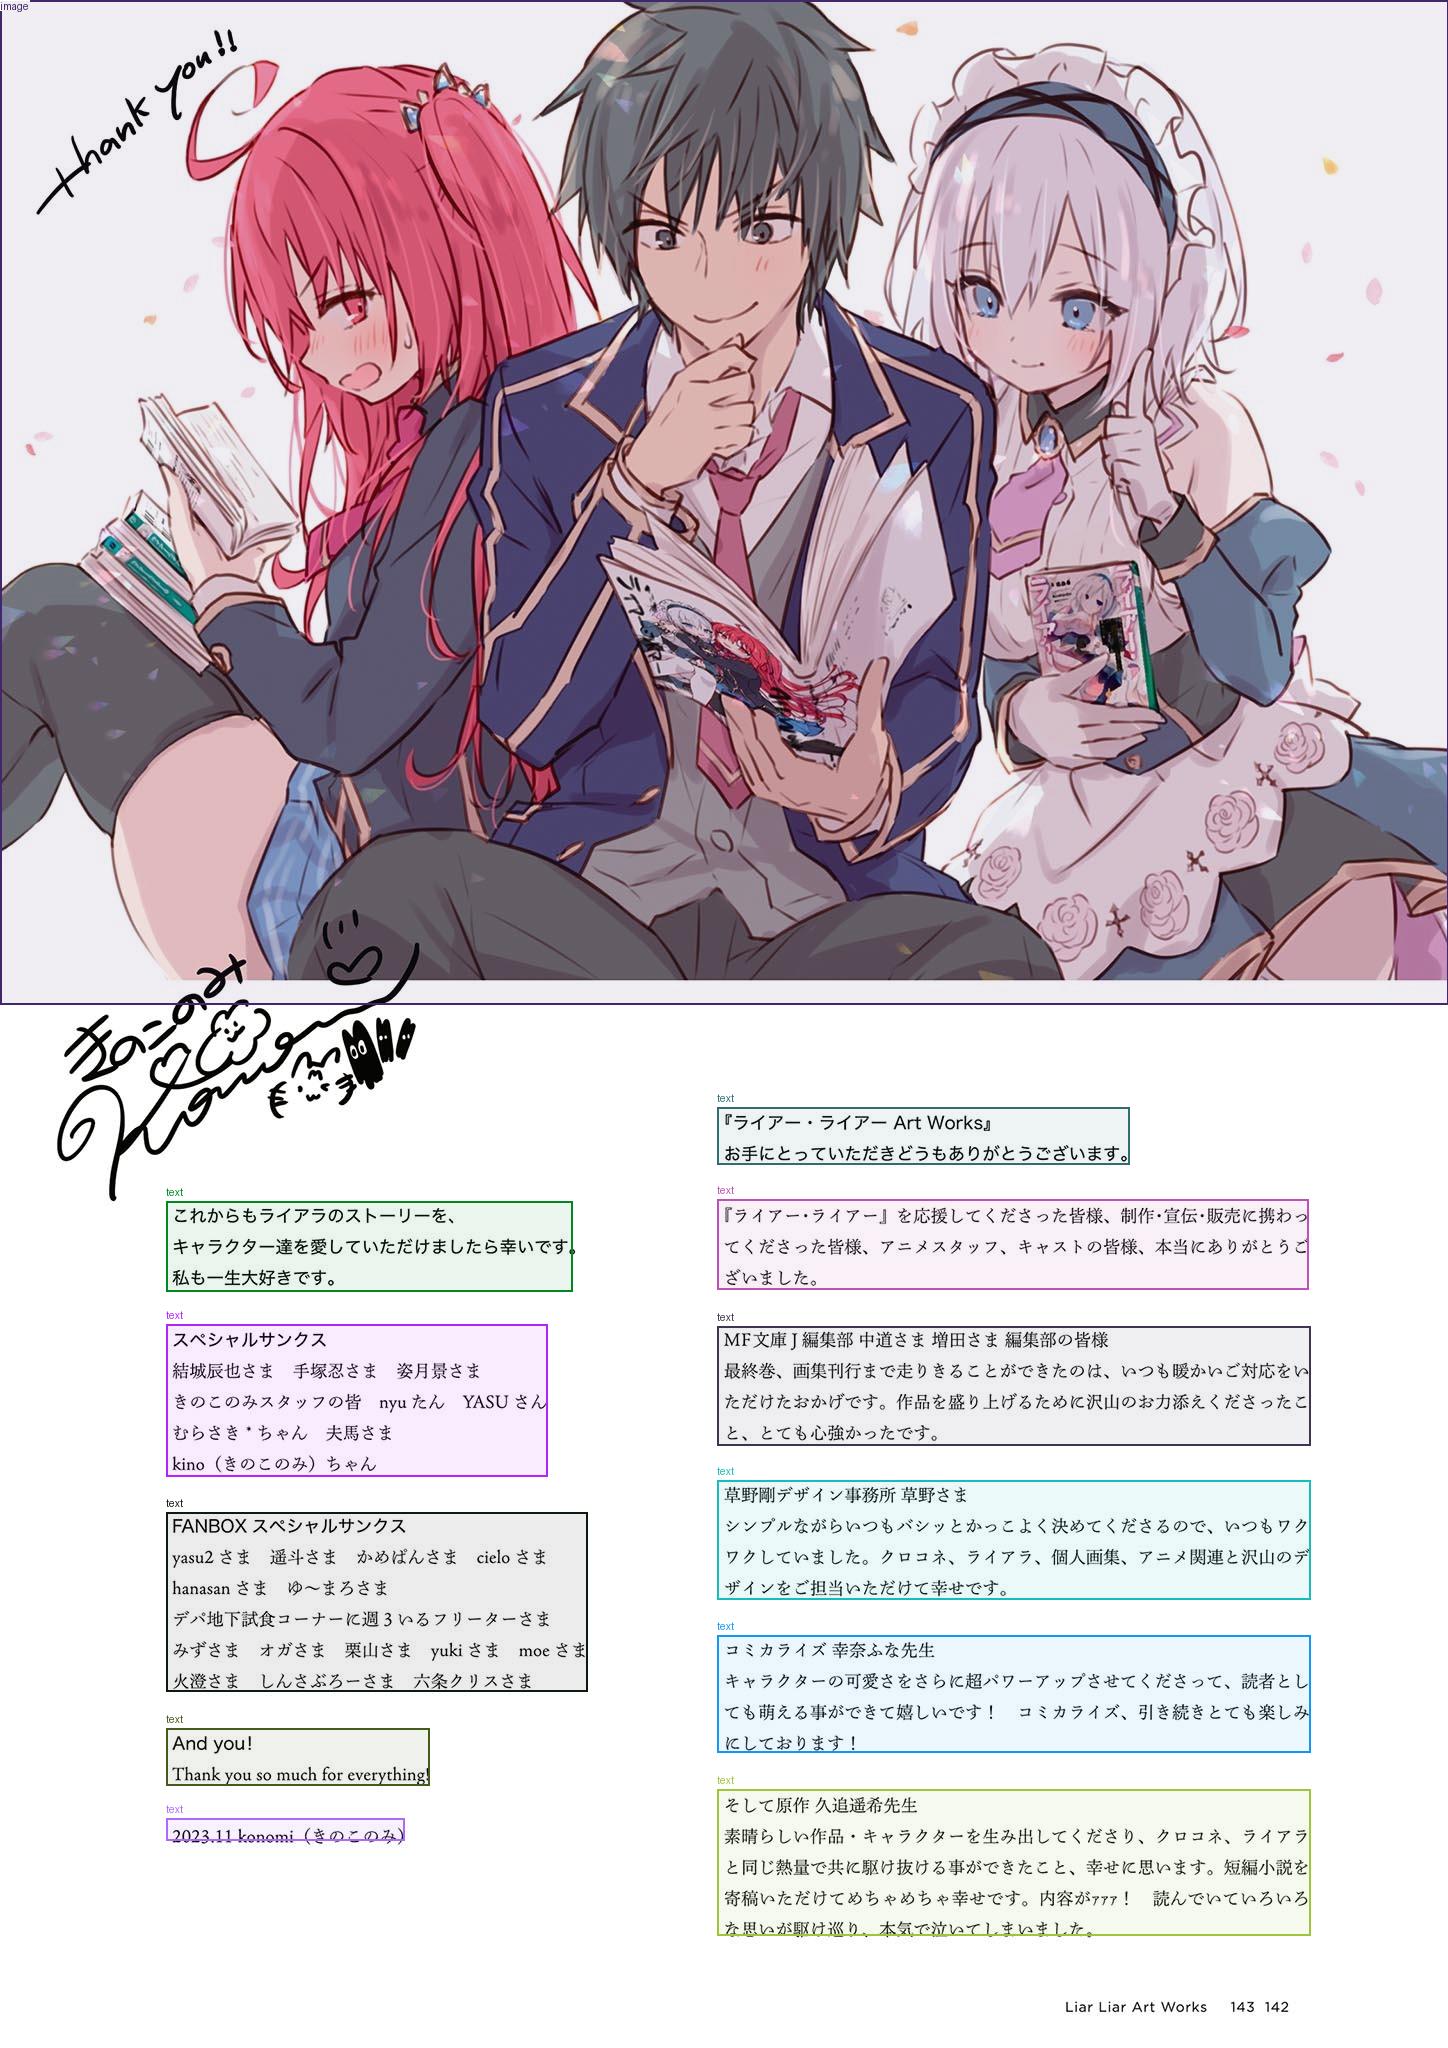 image
thank you!!
ライアー・ライアー
きのこのみ
konomi
text
『ライアー・ライアー Art Works』
お手にとっていただきどうもありがとうございます。
text
『ライアー・ライアー』を応援してくださった皆様、制作・宣伝・販売に携わっ
てくださった皆様、アニメスタッフ、キャストの皆様、本当にありがとうご
ざいました。
text
MF文庫 J 編集部 中道さま 増田さま 編集部の皆様
最終巻、画集刊行まで走りきることができたのは、いつも暖かいご対応をい
ただけたおかげです。作品を盛り上げるために沢山のお力添えくださったこ
と、とても心強かったです。
text
草野剛デザイン事務所 草野さま
シンプルながらいつもバシッとかっこよく決めてくださるので、いつもワク
ワクしていました。クロコネ、ライアラ、個人画集、アニメ関連と沢山のデ
ザインをご担当いただけて幸せです。
text
コミカライズ 幸奈ふな先生
キャラクターの可愛さをさらに超パワーアップさせてくださって、読者とし
ても萌える事ができて嬉しいです！　コミカライズ、引き続きとても楽しみ
にしております！
text
そして原作 久追遥希先生
素晴らしい作品・キャラクターを生み出してくださり、クロコネ、ライアラ
と同じ熱量で共に駆け抜ける事ができたこと、幸せに思います。短編小説を
寄稿いただけてめちゃめちゃ幸せです。内容がｧｧｧ！　読んでいていろいろ
な思いが駆け巡り、本気で泣いてしまいました。
text
これからもライアラのストーリーを、
キャラクター達を愛していただけましたら幸いです。
私も一生大好きです。
text
スペシャルサンクス
結城辰也さま　手塚忍さま　姿月景さま
きのこのみスタッフの皆　nyu たん　YASU さん
むらさき * ちゃん　夫馬さま
kino（きのこのみ）ちゃん
text
FANBOX スペシャルサンクス
yasu2 さま　遥斗さま　かめぱんさま　cielo さま
hanasan さま　ゆ〜まろさま
デパ地下試食コーナーに週 3 いるフリーターさま
みずさま　オガさま　栗山さま　yuki さま　moe さま
火澄さま　しんさぶろーさま　六条クリスさま
text
And you!
Thank you so much for everything!
text
2023.11 konomi（きのこのみ）
Liar Liar Art Works 143 142